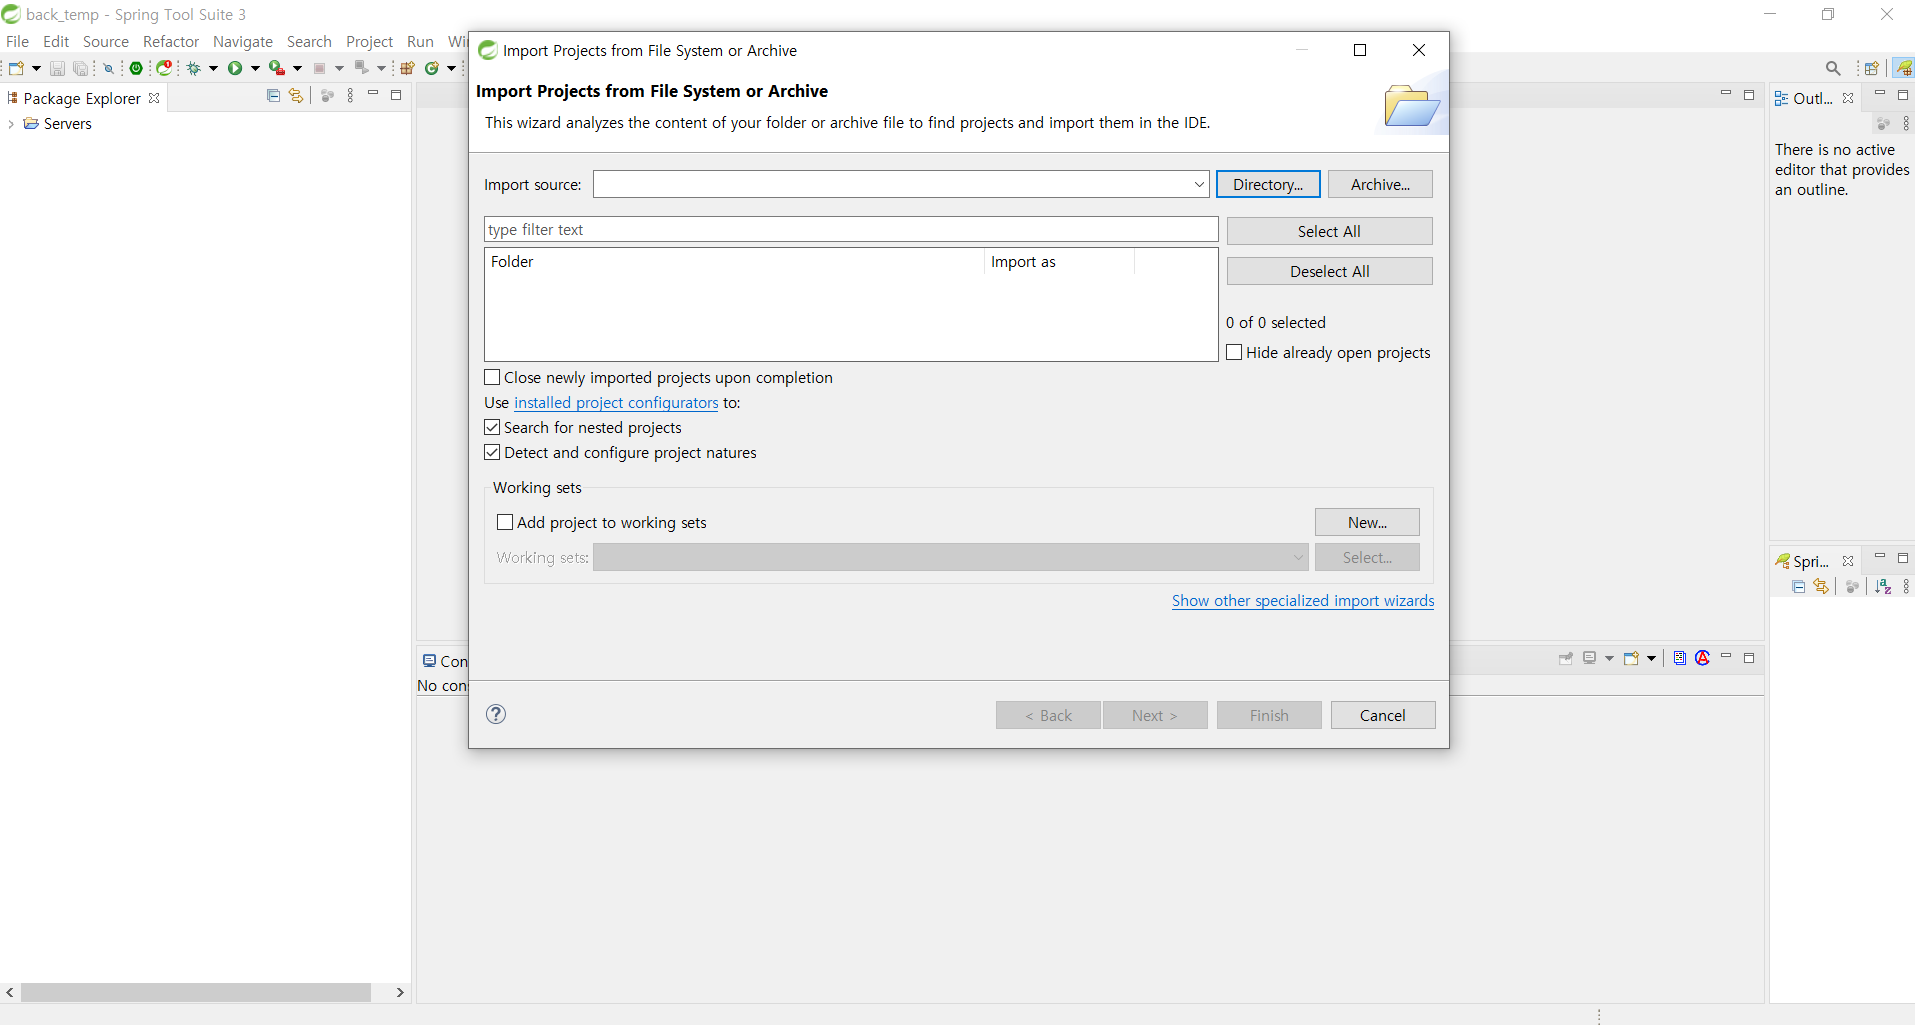 back_temp - Spring Tool Suite 3
File Edit Source Refactor Navigate Search Project Run
Package Explorer
Servers
Import Projects from File System or Archive
Import Projects from File System or Archive
This wizard analyzes the content of your folder or archive file to find projects and import them in the IDE.
Import source:
Directory...
Archive...
type filter text
Select All
Folder
Import as
Deselect All
0 of 0 selected
Hide already open projects
Close newly imported projects upon completion
Use installed project configurators to:
Search for nested projects
Detect and configure project natures
Working sets
Add project to working sets
New...
Working sets:
Select...
Show other specialized import wizards
< Back
Next >
Finish
Cancel
Outl...
There is no active
editor that provides
an outline.
Spri...
Con
No con